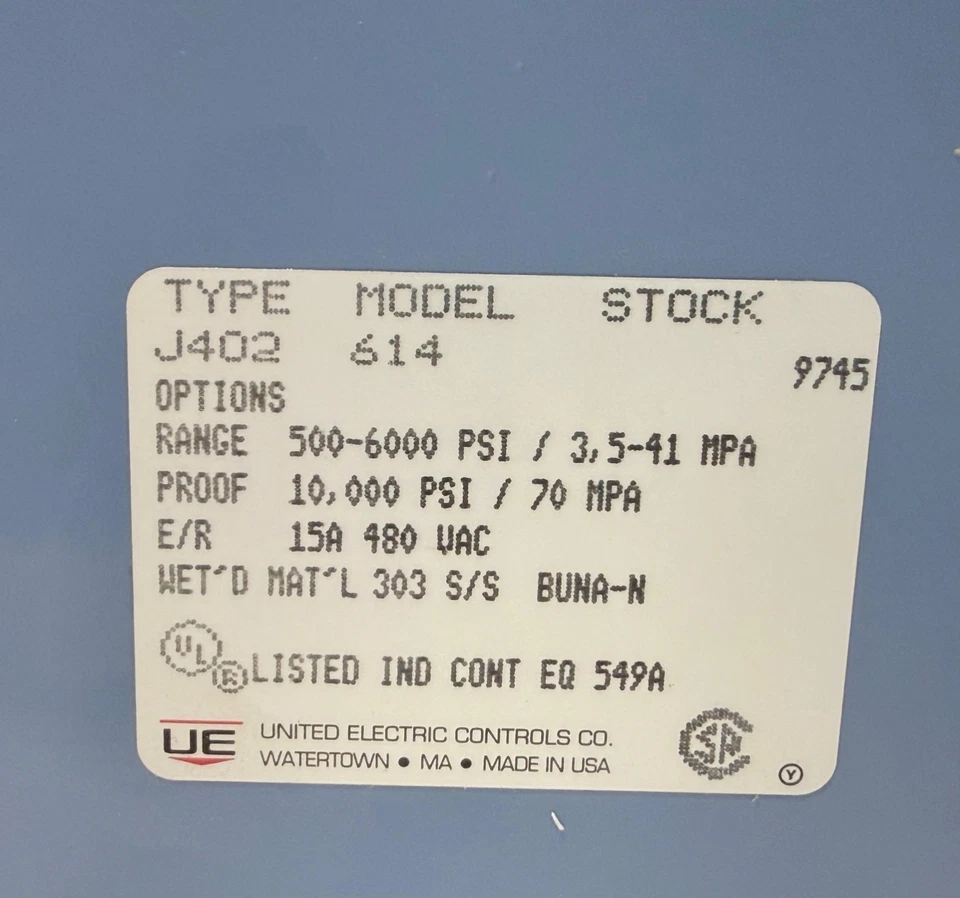 TYPE MODEL STOCK
J402 614
9745
OPTIONS
RANGE 500-6000 PSI / 3,5-41 MPA
PROOF 10,000 PSI / 70 MPA
E/R 15A 480 VAC
WET'D MAT'L 303 S/S BUNA-N
UL ® LISTED IND CONT EQ 549A
UE UNITED ELECTRIC CONTROLS CO.
WATERTOWN • MA • MADE IN USA
CSA
Y